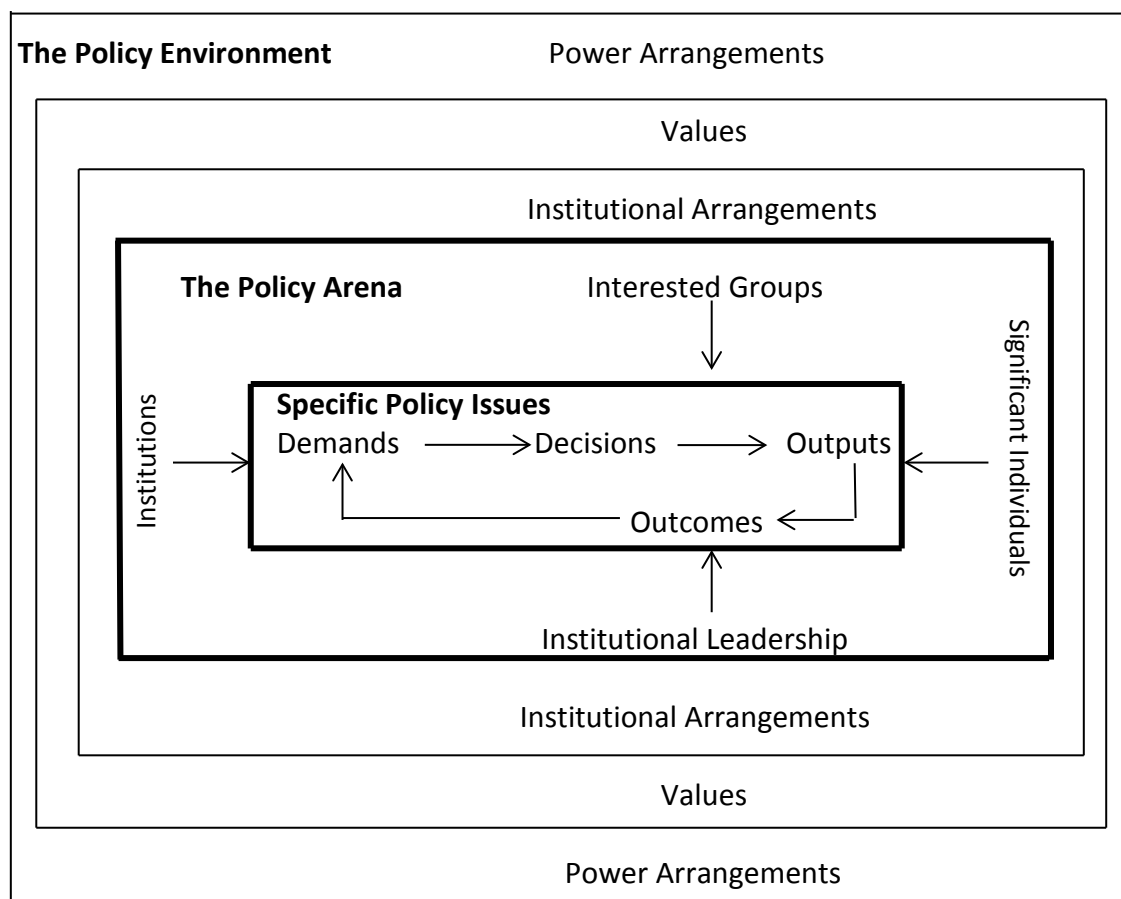 The Policy Environment
Power Arrangements
Values
Institutional Arrangements
The Policy Arena
Interested Groups
Significant Individuals
Institutions
Specific Policy Issues
Demands
Decisions
Outputs
Outcomes
Institutional Leadership
Institutional Arrangements
Values
Power Arrangements